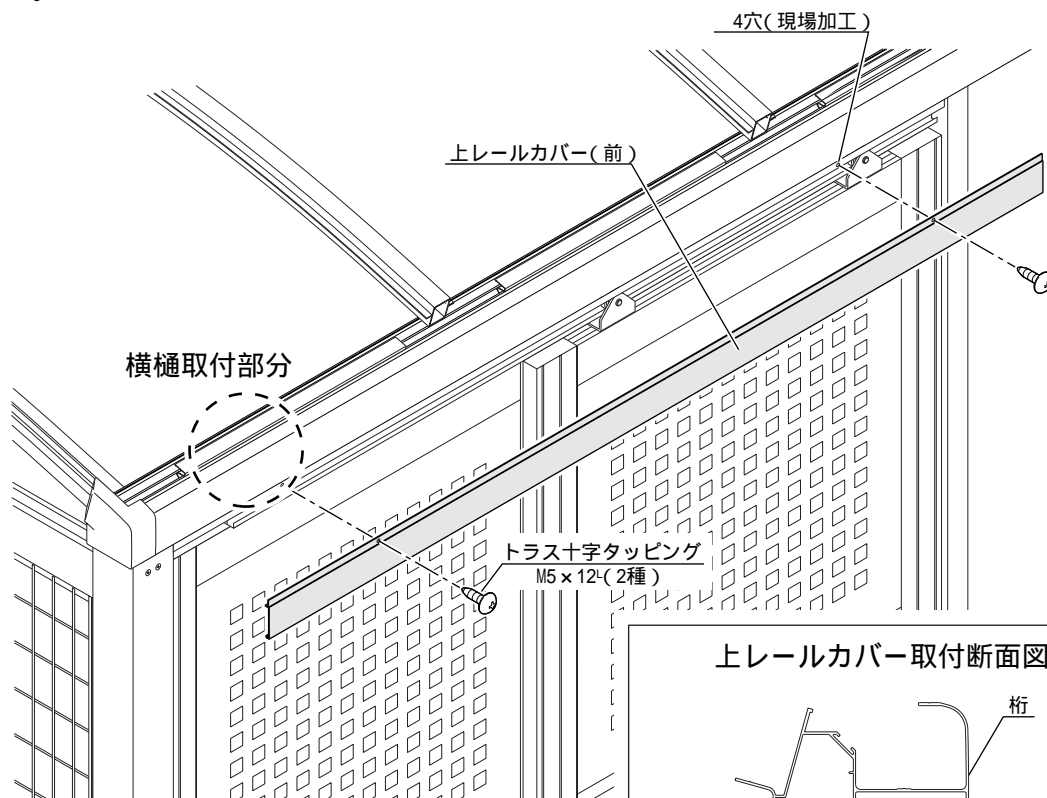 4穴(現場加工)
上レールカバー(前)
横樋取付部分
トラス十字タッピング
M5×12L(2種)
上レールカバー取付断面図
桁